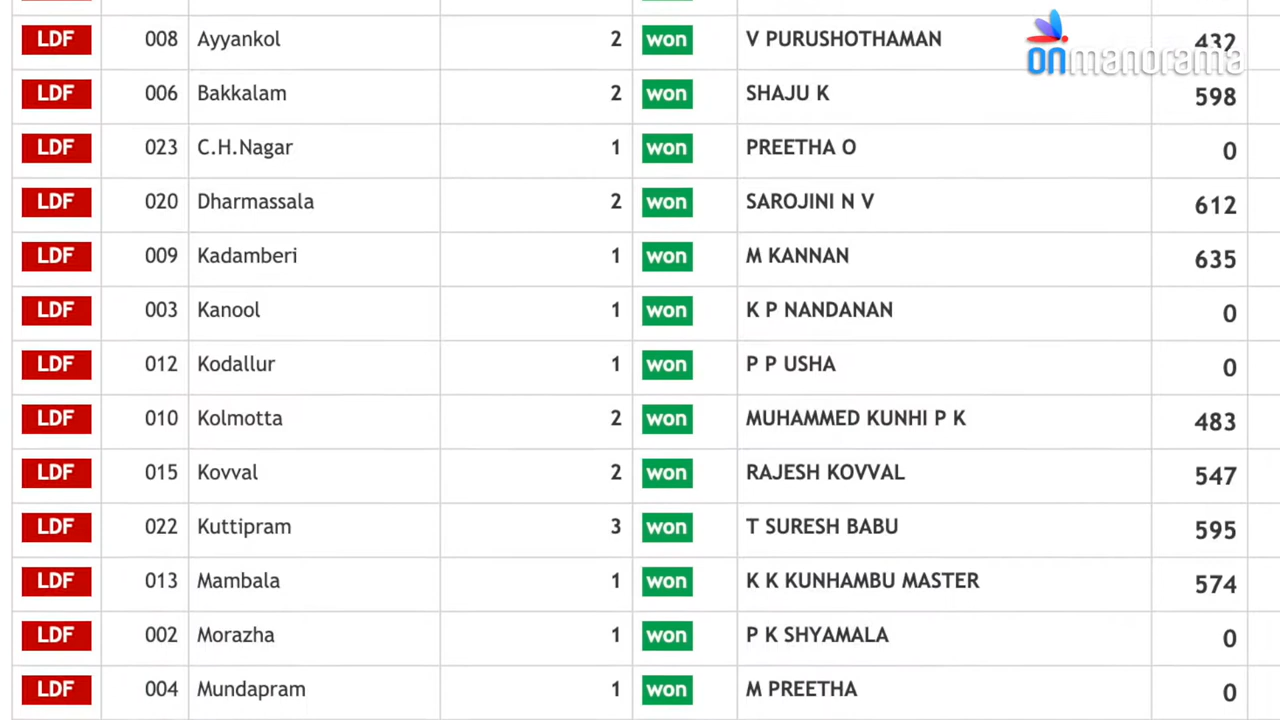 LDF 008 Ayyankol 2 won V PURUSHOTHAMAN 432
onmanorama
LDF 006 Bakkalam 2 won SHAJU K 598
LDF 023 C.H.Nagar 1 won PREETHA O 0
LDF 020 Dharmassala 2 won SAROJINI N V 612
LDF 009 Kadamberi 1 won M KANNAN 635
LDF 003 Kanool 1 won K P NANDANAN 0
LDF 012 Kodallur 1 won P P USHA 0
LDF 010 Kolmotta 2 won MUHAMMED KUNHI P K 483
LDF 015 Kovval 2 won RAJESH KOVVAL 547
LDF 022 Kuttipram 3 won T SURESH BABU 595
LDF 013 Mambala 1 won K K KUNHAMBU MASTER 574
LDF 002 Morazha 1 won P K SHYAMALA 0
LDF 004 Mundapram 1 won M PREETHA 0